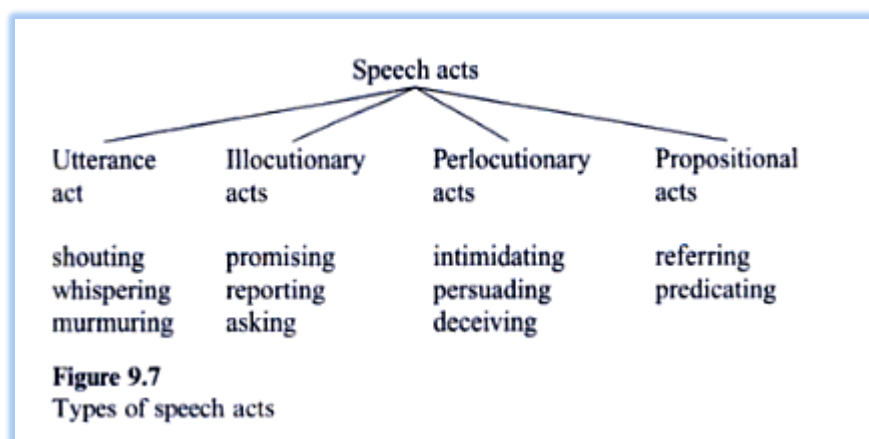 Speech acts
Utterance act
Illocutionary acts
Perlocutionary acts
Propositional acts
shouting promising intimidating referring
whispering reporting persuading predicating
murmuring asking deceiving
Figure 9.7
Types of speech acts